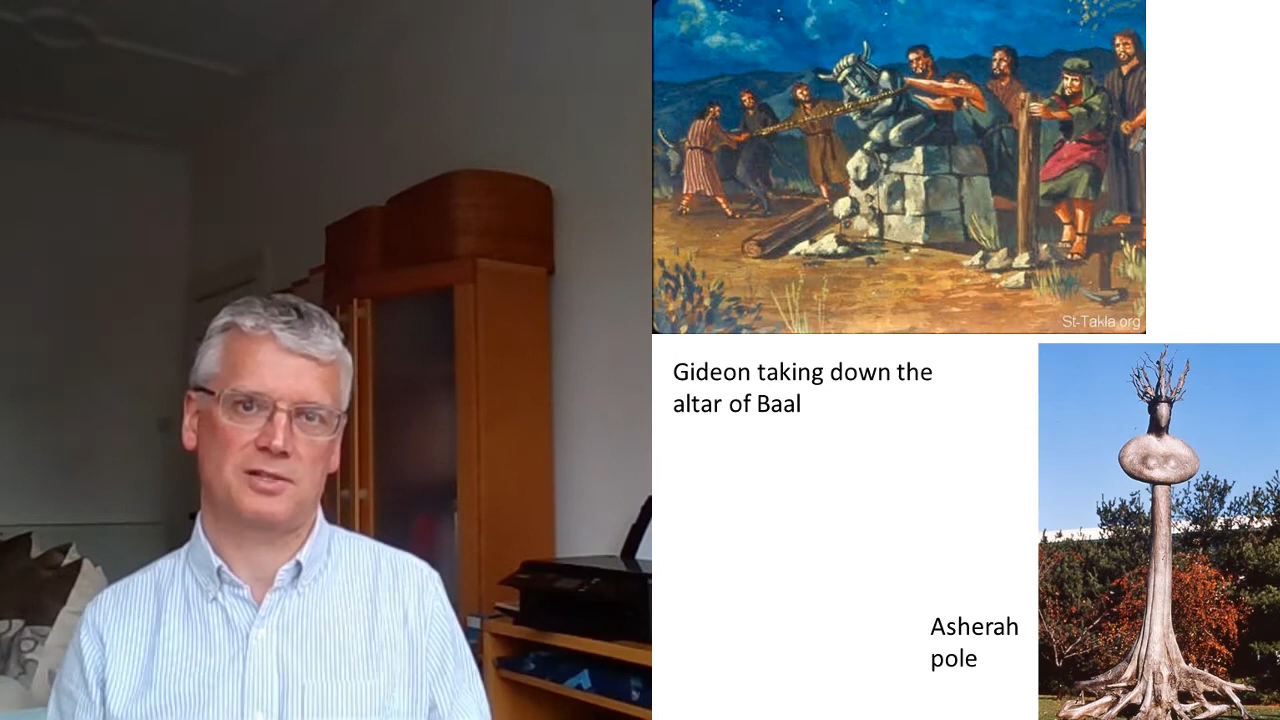 St-Takla.org
Gideon taking down the
altar of Baal
Asherah
pole